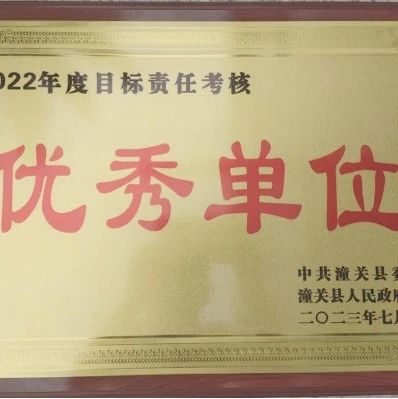 022年度目标责任考核
优秀单位
中共潼关县委
潼关县人民政府
二〇二三年七月